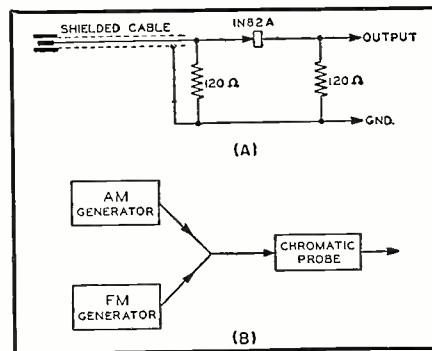 SHIELDED CABLE
1N82A
OUTPUT
120 Ω
120 Ω
GND.
(A)
AM
GENERATOR
CHROMATIC
PROBE
FM
GENERATOR
(B)